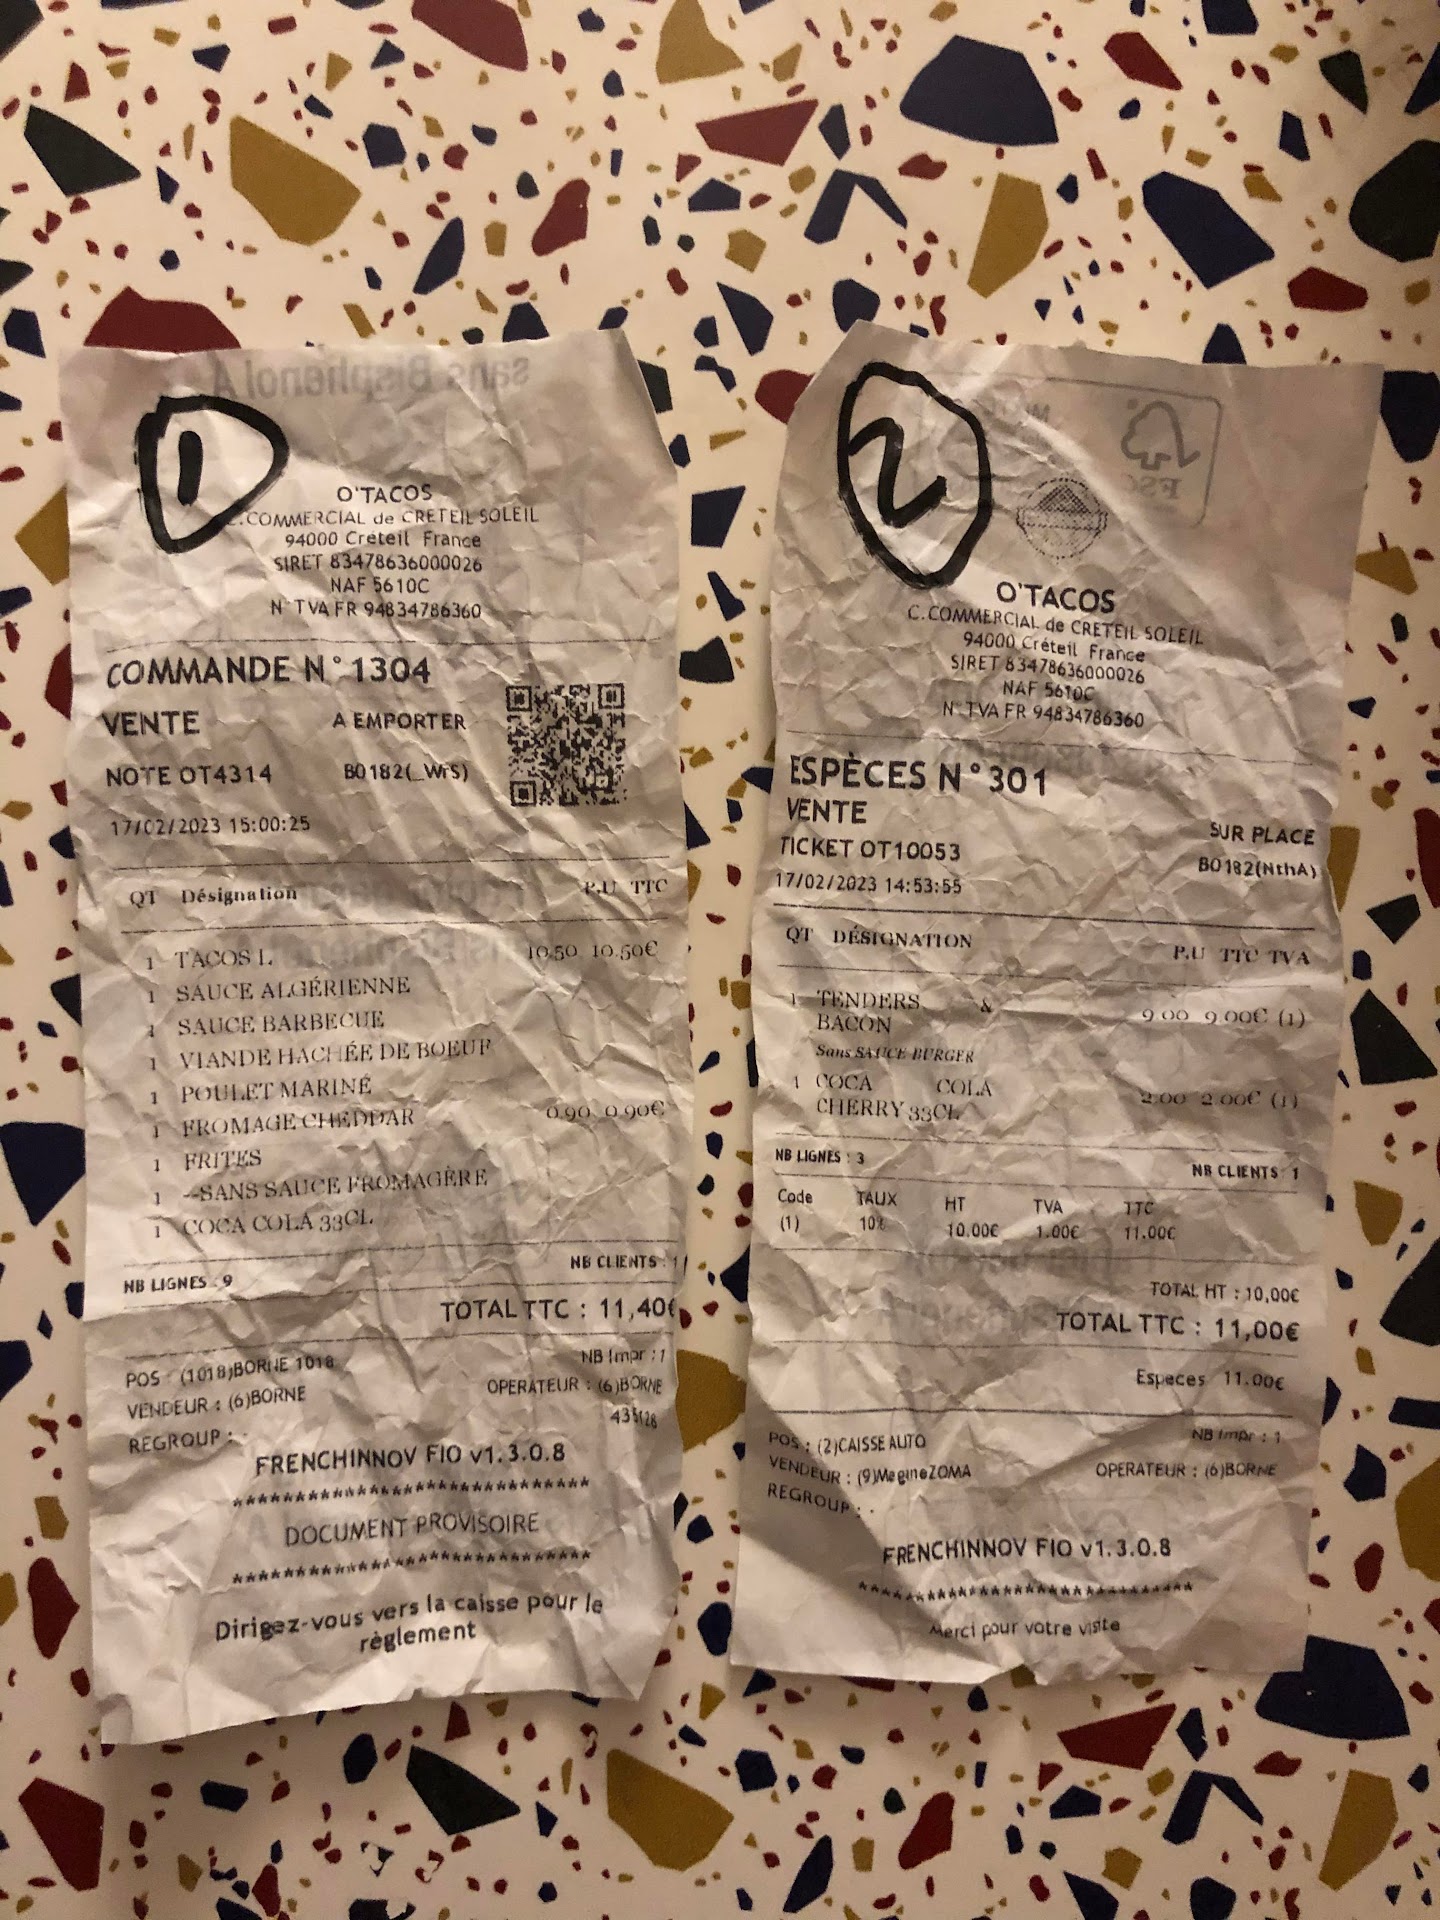 1
O'TACOS
C.COMMERCIAL de CRETEIL SOLEIL
94000 Créteil France
SIRET 83478636000026
NAF 5610C
N° TVA FR 94834786360
COMMANDE N°1304
VENTE A EMPORTER
NOTE OT4314 B0182(_WrS)
17/02/2023 15:00:25
QT Désignation P.U TTC
1 TACOS L 10.50 10.50€
1 SAUCE ALGÉRIENNE
1 SAUCE BARBECUE
1 VIANDE HACHÉE DE BOEUF
1 POULET MARINÉ
1 FROMAGE CHEDDAR 0.90 0.90€
1 FRITES
1 --SANS SAUCE FROMAGÈRE
1 COCA COLA 33CL
NB LIGNES : 9 NB CLIENTS : 1
TOTAL TTC : 11,40€
POS : (1018)BORNE 1018 NB Impr : 1
VENDEUR : (6)BORNE OPERATEUR : (6)BORNE
REGROUP : -
FRENCHINNOV FIO v1.3.0.8
******************************
DOCUMENT PROVISOIRE
******************************
Dirigez-vous vers la caisse pour le
règlement
2
O'TACOS
C.COMMERCIAL de CRETEIL SOLEIL
94000 Créteil France
SIRET 83478636000026
NAF 5610C
N° TVA FR 94834786360
ESPÈCES N°301
VENTE SUR PLACE
TICKET OT10053 B0182(NthA)
17/02/2023 14:53:55
QT DÉSIGNATION P.U TTC TVA
1 TENDERS & 9.00 9.00€ (1)
BACON
Sans SAUCE BURGER
1 COCA COLA 2.00 2.00€ (1)
CHERRY 33CL
NB LIGNES : 3 NB CLIENTS : 1
Code TAUX HT TVA TTC
(1) 10% 10.00€ 1.00€ 11.00€
TOTAL HT : 10,00€
TOTAL TTC : 11,00€
Especes 11.00€
POS : (2)CAISSE AUTO NB Impr : 1
VENDEUR : (9)MegineZOMA OPERATEUR : (6)BORNE
REGROUP : -
FRENCHINNOV FIO v1.3.0.8
******************************
Merci pour votre visite